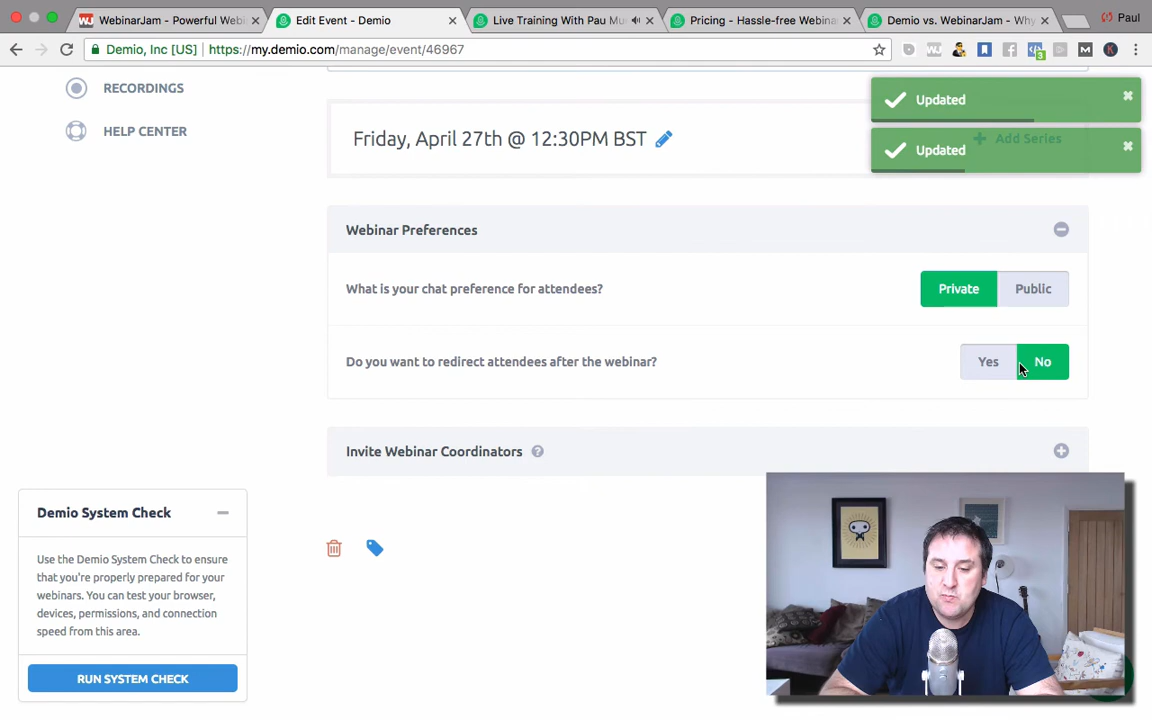 WebinarJam - Powerful Webi
Edit Event - Demio
Live Training With Pau Mu
Pricing - Hassle-free Webina
Demio vs. WebinarJam - Why
Paul
Demio, Inc [US]
https://my.demio.com/manage/event/46967
RECORDINGS
HELP CENTER
Updated
Updated
Friday, April 27th @ 12:30PM BST
Add Series
Webinar Preferences
What is your chat preference for attendees?
Private
Public
Do you want to redirect attendees after the webinar?
Yes
No
Invite Webinar Coordinators
Demio System Check
Use the Demio System Check to ensure
that you're properly prepared for your
webinars. You can test your browser,
devices, permissions, and connection
speed from this area.
RUN SYSTEM CHECK